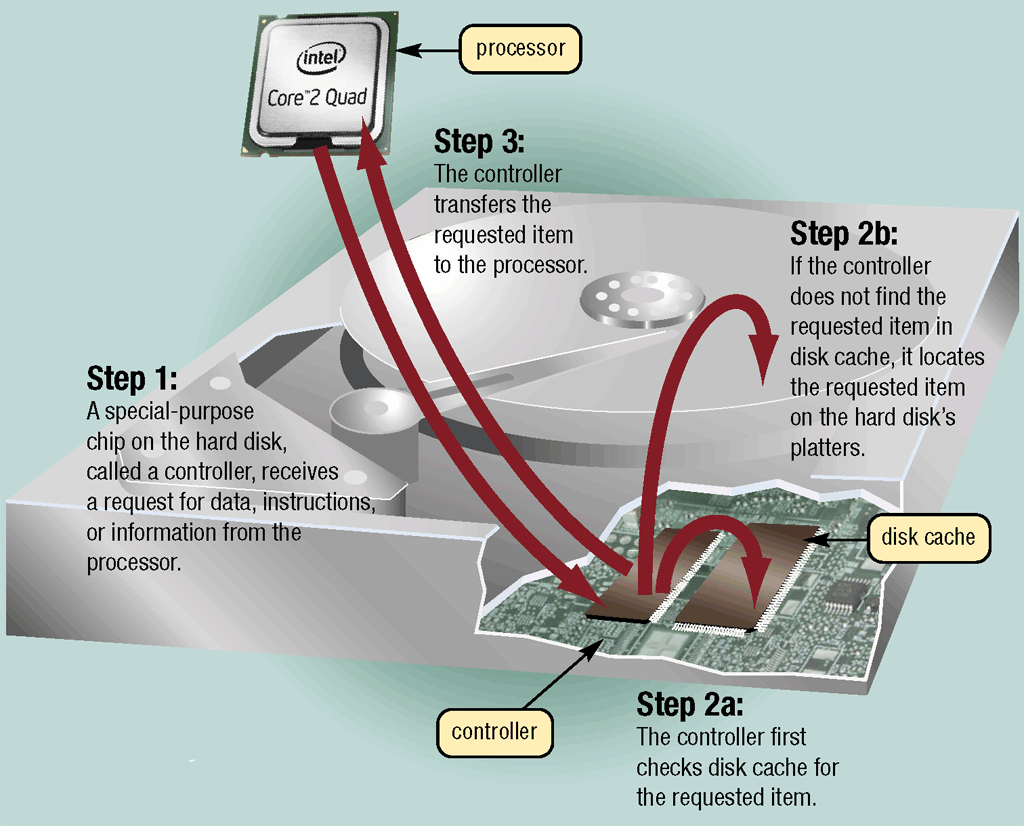 intel
Core™2 Quad
processor
Step 3:
The controller
transfers the
requested item
to the processor.
Step 2b:
If the controller
does not find the
requested item in
disk cache, it locates
the requested item
on the hard disk's
platters.
Step 1:
A special-purpose
chip on the hard disk,
called a controller, receives
a request for data, instructions,
or information from the
processor.
disk cache
controller
Step 2a:
The controller first
checks disk cache for
the requested item.